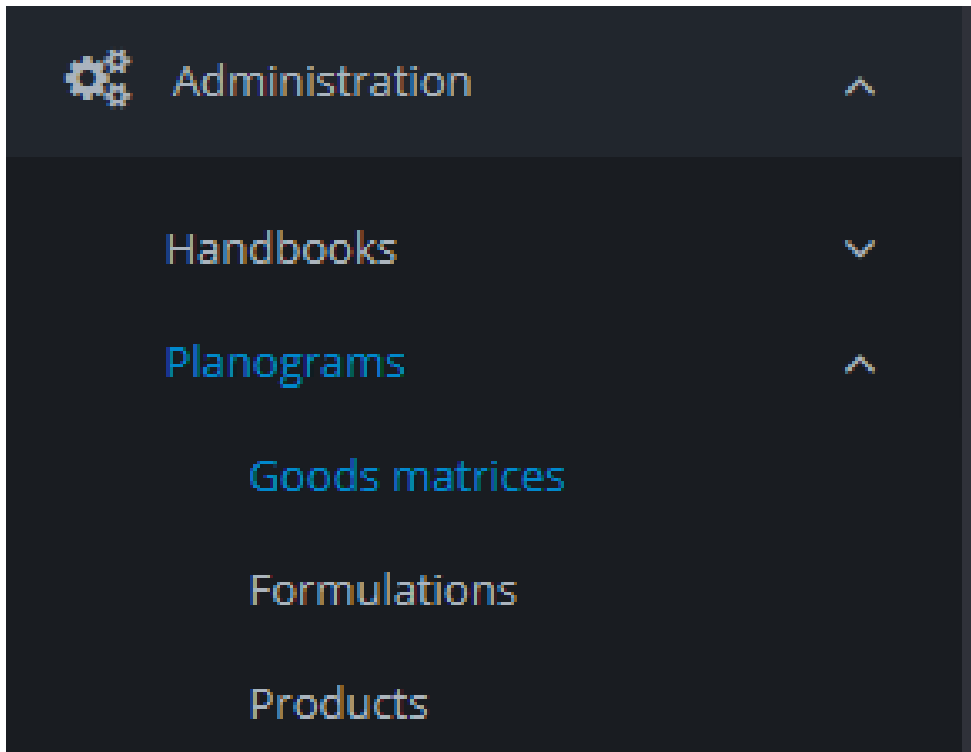 Administration
Handbooks
Planograms
Goods matrices
Formulations
Products